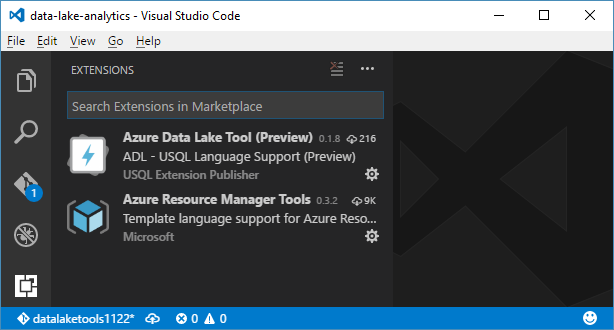 data-lake-analytics - Visual Studio Code
File Edit View Go Help
EXTENSIONS
Search Extensions in Marketplace
Azure Data Lake Tool (Preview) 0.1.8 216
ADL - USQL Language Support (Preview)
USQL Extension Publisher
Azure Resource Manager Tools 0.3.2 9K
Template language support for Azure Reso...
Microsoft
1
datalaketools1122* 0 0